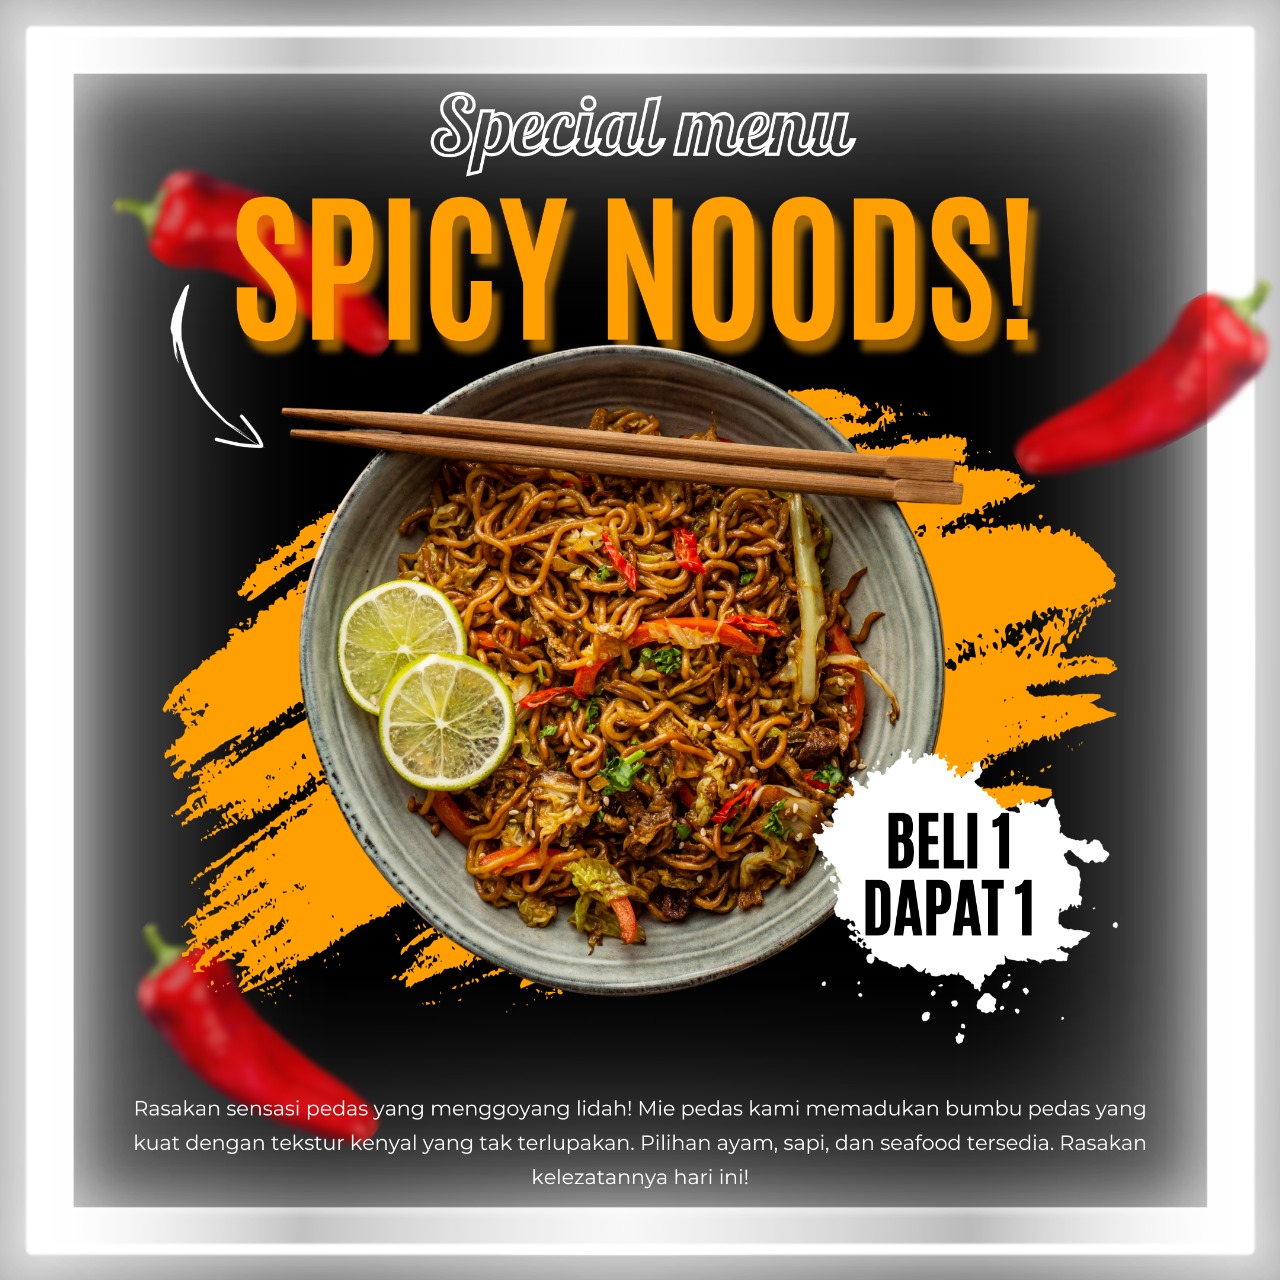 Special menu
SPICY NOODS!
BELI 1
DAPAT 1
Rasakan sensasi pedas yang menggoyang lidah! Mie pedas kami memadukan bumbu pedas yang
kuat dengan tekstur kenyal yang tak terlupakan. Pilihan ayam, sapi, dan seafood tersedia. Rasakan
kelezatannya hari ini!